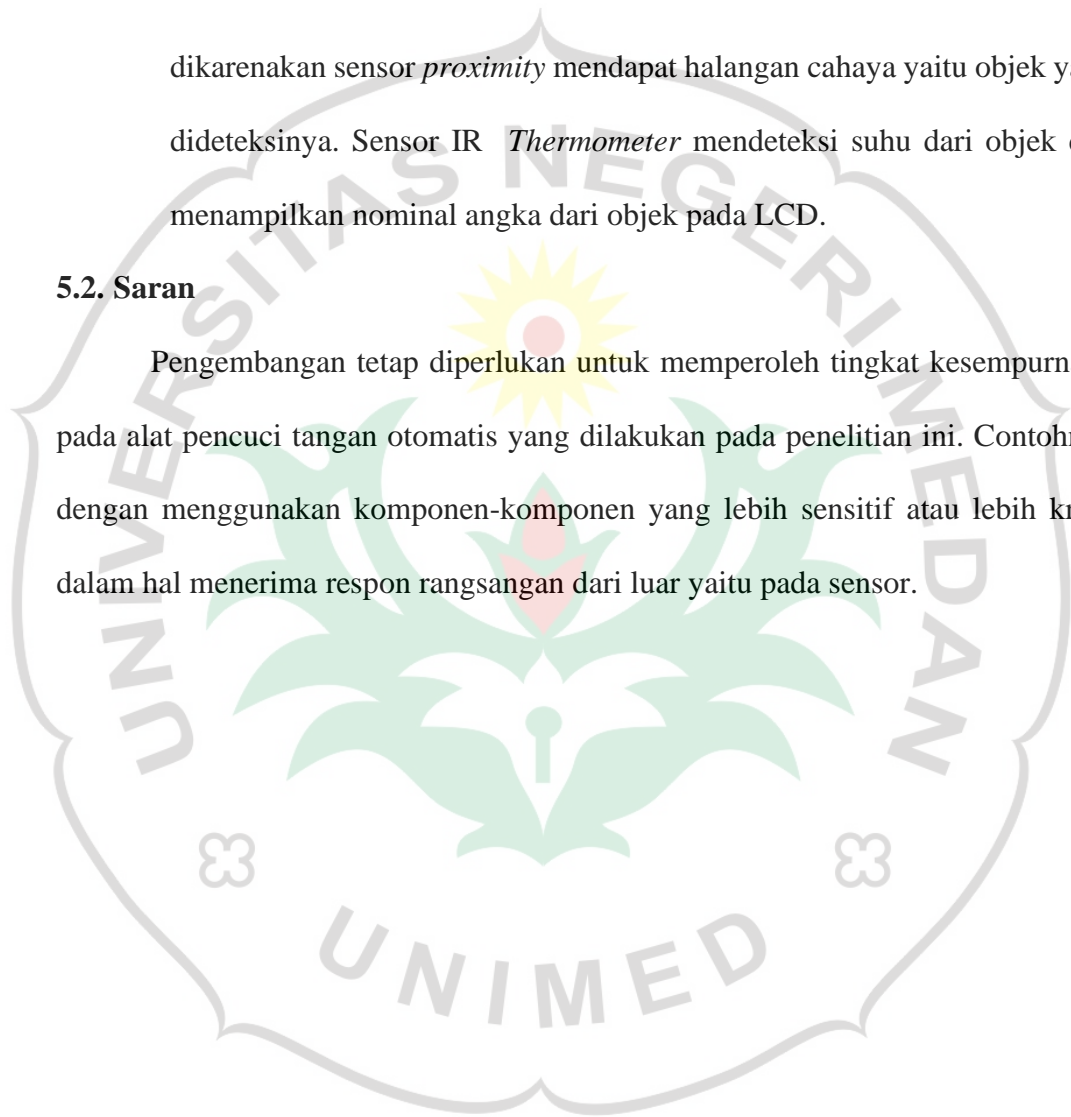 dikarenakan sensor proximity mendapat halangan cahaya yaitu objek
dideteksinya. Sensor IR Thermometer mendeteksi suhu dari objek
menampilkan nominal angka dari objek pada LCD.
5.2. Saran
Pengembangan tetap diperlukan untuk memperoleh tingkat
pada alat pencuci tangan otomatis yang dilakukan pada penelitian ini.
dengan menggunakan komponen-komponen yang lebih sensitif atau lebih
dalam hal menerima respon rangsangan dari luar yaitu pada sensor.
UNIVERSITAS NEGERI MEDAN
UNIMED